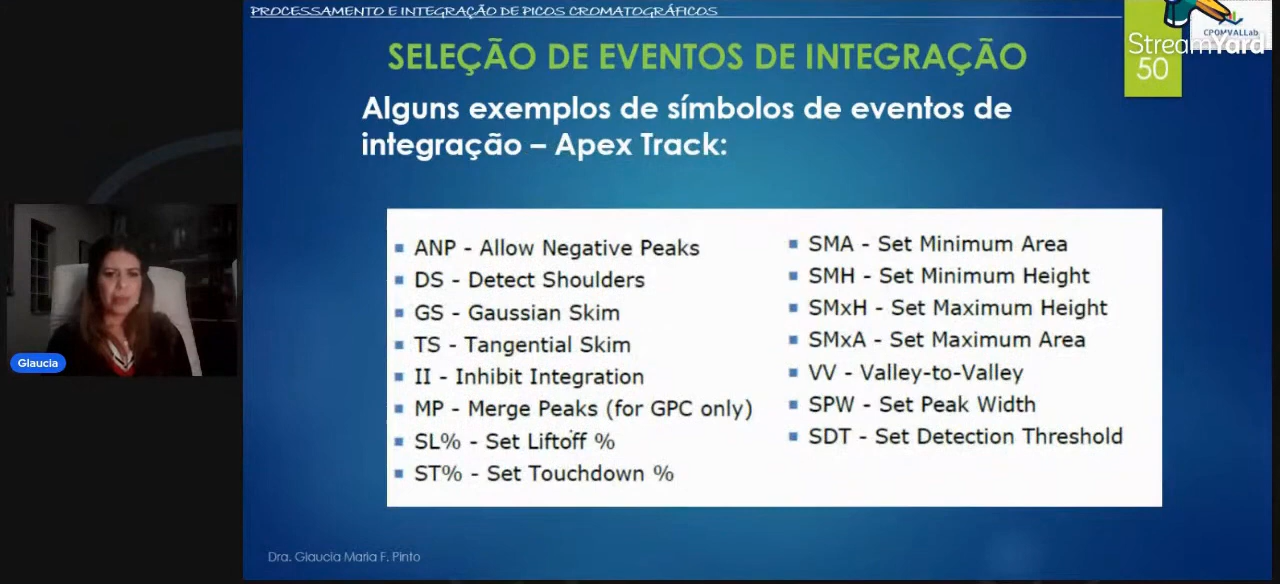 PROCESSAMENTO E INTEGRAÇÃO DE PICOS CROMATOGRÁFICOS
CPQMVALLab
StreamYard
50
SELEÇÃO DE EVENTOS DE INTEGRAÇÃO
Alguns exemplos de símbolos de eventos de
integração – Apex Track:
ANP - Allow Negative Peaks
DS - Detect Shoulders
GS - Gaussian Skim
TS - Tangential Skim
II - Inhibit Integration
MP - Merge Peaks (for GPC only)
SL% - Set Liftoff %
ST% - Set Touchdown %
SMA - Set Minimum Area
SMH - Set Minimum Height
SMxH - Set Maximum Height
SMxA - Set Maximum Area
VV - Valley-to-Valley
SPW - Set Peak Width
SDT - Set Detection Threshold
Glaucia
Dra. Glaucia Maria F. Pinto